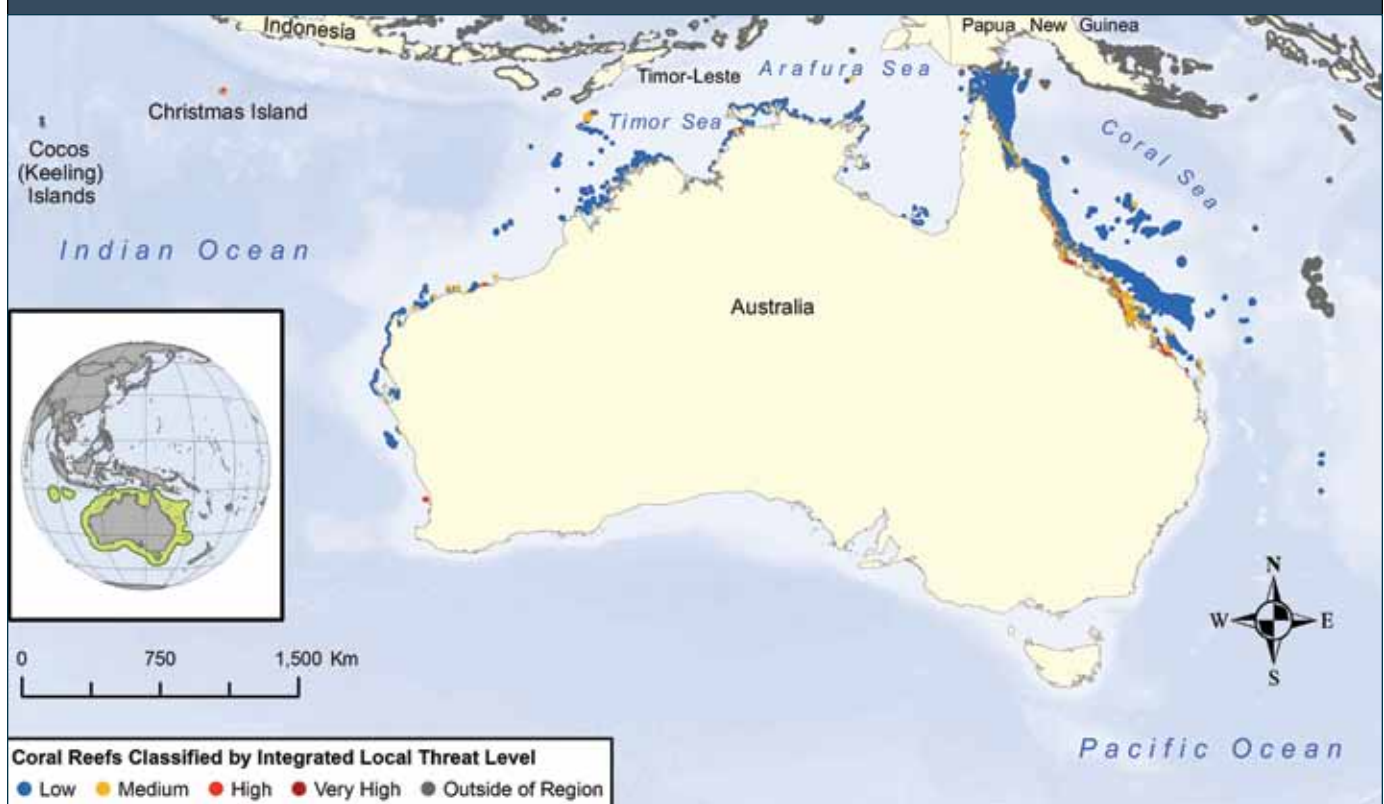 Indonesia
Papua New Guinea
Timor-Leste
Arafura Sea
Christmas Island
Timor Sea
Coral Sea
Cocos
(Keeling)
Islands
Indian Ocean
Australia
N
W E
S
0 750 1,500 Km
Pacific Ocean
Coral Reefs Classified by Integrated Local Threat Level
Low Medium High Very High Outside of Region